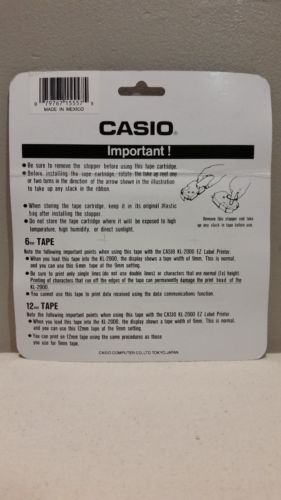 0 79767 15557 8
MADE IN MEXICO
CASIO®
Important !
● Be sure to remove the stopper before using this tape cartridge.
● Before installing the tape cartridge, rotate the take up reel one
or two turns in the direction of the arrow shown in the illustration
to take up any slack in the ribbon.
● When storing the tape cartridge, keep it in its original plastic
bag after installing the stopper.
● Do not store the tape cartridge where it will be exposed to high
temperature, high humidity, or direct sunlight.
Remove this stopper and take
up any slack in tape before use.
6mm TAPE
Note the following important points when using this tape with the CASIO KL-2000 EZ Label Printer.
● When you load this tape into the KL-2000, the display shows a tape width of 9mm. This is normal,
and you can use this 6mm tape at the 9mm setting.
● Be sure to print only single lines (do not use double lines) or characters that are normal (1x) height.
Printing of characters that run off the edges of the tape can permanently damage the print head of the
KL-2000.
● You cannot use this tape to print data received using the data communications function.
12mm TAPE
Note the following important points when using this tape with the CASIO KL-2000 EZ Label Printer.
● When you load this tape into the KL-2000, the display shows a tape width of 9mm. This is normal,
and you can use this 12mm tape at the 9mm setting.
● You can print on 12mm tape using the same procedures as those
you use for 9mm tape.
CASIO COMPUTER CO.,LTD TOKYO,JAPAN